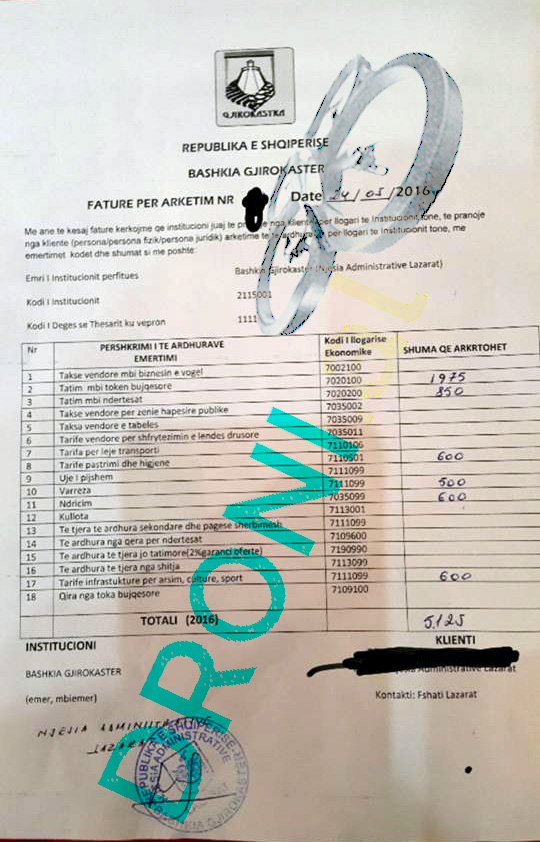 GJIROKASTRA
REPUBLIKA E SHQIPERISE
BASHKIA GJIROKASTER
FATURE PER ARKETIM NR Date 24/05/2016
Me ane te kesaj fature kerkojme qe institucioni juaj te nga klientet per llogari te Institucionit tone, te pranoje
nga kliente (persona/persona fizik/persona juridik) arketime te te ardhurave per llogari te Institucionit tone, me
emertimet kodet dhe shumat si me poshte:
Emri I Institucionit perfitues Bashkia Gjirokaster (Njesia Administrative Lazarat)
Kodi I Institucionit 2115001
Kodi I Deges se Thesarit ku vepron 1111
Nr PERSHKRIMI I TE ARDHURAVE EMERTIMI Kodi I llogarise Ekonomike SHUMA QE ARKRTOHET
1 Takse vendore mbi biznesin e vogel 7002100
2 Tatim mbi token bujqesore 7020100 1975
3 Tatim mbi ndertesat 7020200 850
4 Takse vendore per zenie hapesire publike 7035002
5 Taksa vendore e tabeles 7035009
6 Tarife vendore per shfrytezimin e lendes drusore 7035011
7 Tarifa per leje transporti 7110106
8 Tarife pastrimi dhe higjene 7110501 600
9 Uje I pijshem 7111099
10 Varreza 7111099 500
11 Ndricim 7035099 600
12 Kullota 7113001
13 Te tjera te ardhura sekondare dhe pagese sherbimesh 7111099
14 Te ardhura nga qera per ndertesat 7109600
15 Te ardhura te tjera jo tatimore(2%garanci oferte) 7190990
16 Te ardhura te tjera nga shitja 7113099
17 Tarife infrastukture per arsim, culture, sport 7111099 600
18 Qira nga toka bujqesore 7109100
TOTALI (2016) 5125
INSTITUCIONI KLIENTI
BASHKIA GJIROKASTER Administrative Lazarat
(emer, mbiemer) Kontakti: Fshati Lazarat
NJESIA ADMINISTRATIVE
LAZARAT
REPUBLIKA E SHQIPERISE
NJESIA ADMINISTRATIVE
BASHKIA GJIROKASTER